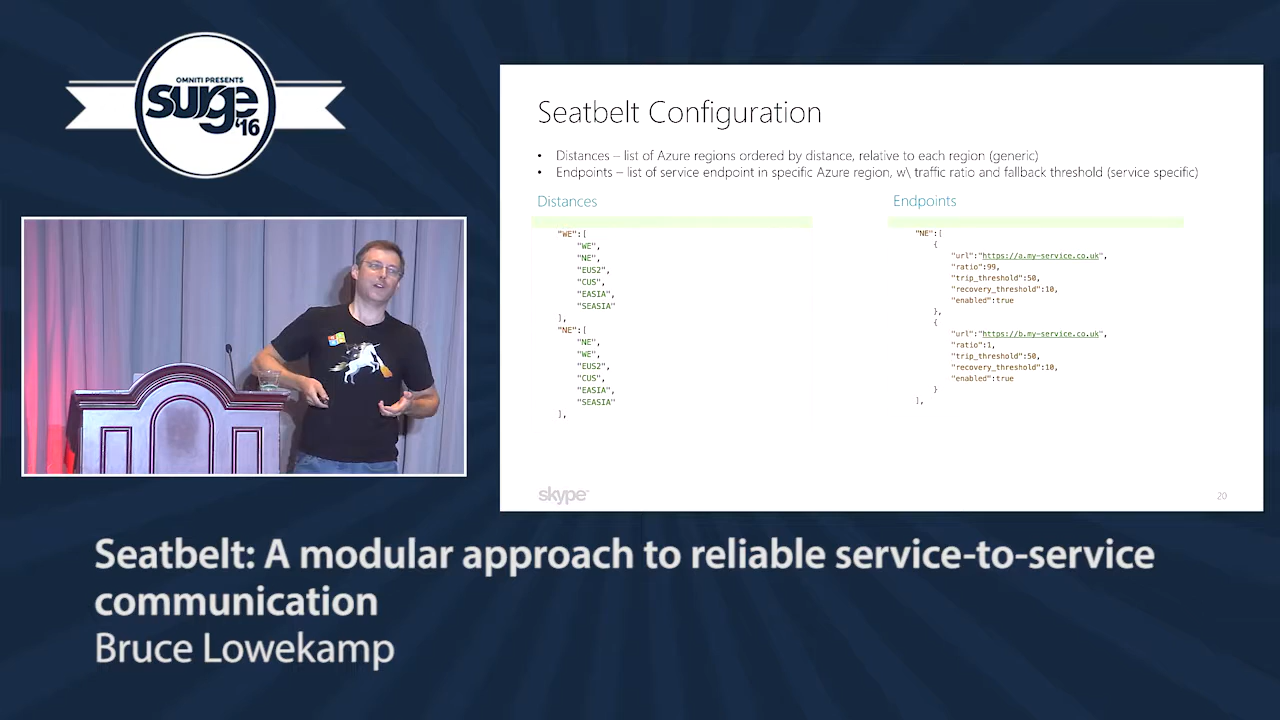 OMNITI PRESENTS
surge
'16
Seatbelt Configuration
• Distances – list of Azure regions ordered by distance, relative to each region (generic)
• Endpoints – list of service endpoint in specific Azure region, w\ traffic ratio and fallback threshold (service specific)
Distances
"WE":[
"WE",
"NE",
"EUS2",
"CUS",
"EASIA",
"SEASIA"
],
"NE":[
"NE",
"WE",
"EUS2",
"CUS",
"EASIA",
"SEASIA"
],
Endpoints
"NE":[
{
"url":"https://a.my-service.co.uk",
"ratio":99,
"trip_threshold":50,
"recovery_threshold":10,
"enabled":true
},
{
"url":"https://b.my-service.co.uk",
"ratio":1,
"trip_threshold":50,
"recovery_threshold":10,
"enabled":true
}
],
skype™
20
Seatbelt: A modular approach to reliable service-to-service
communication
Bruce Lowekamp